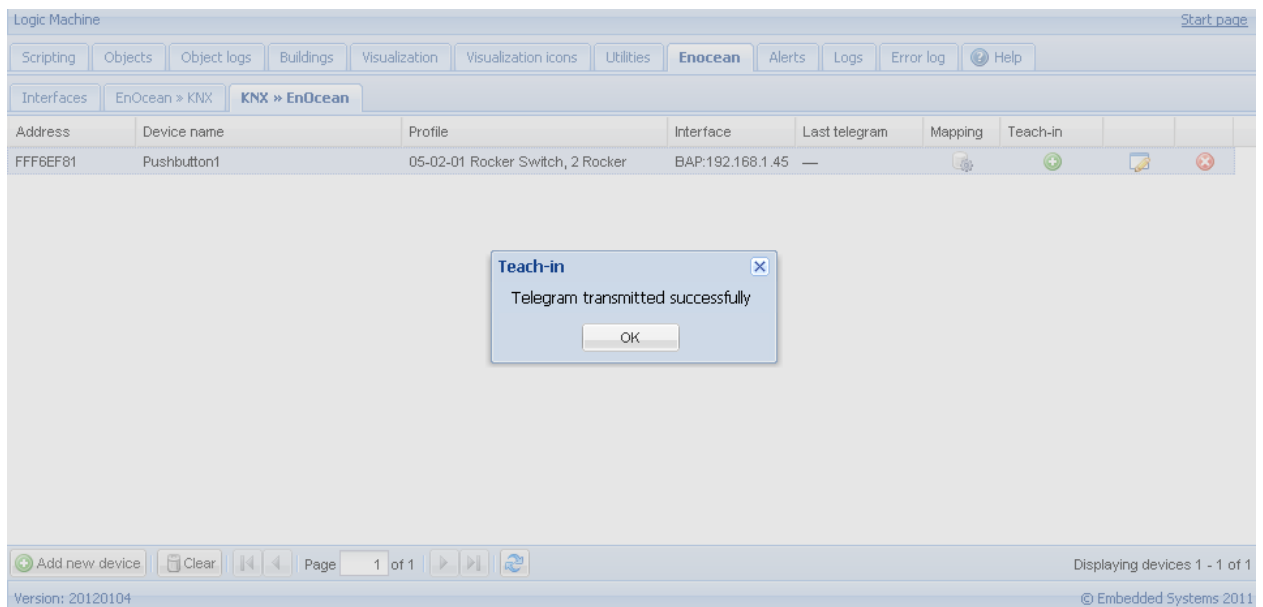 Logic Machine Start page
Scripting Objects Object logs Buildings Visualization Visualization icons Utilities Enocean Alerts Logs Error log Help
Interfaces EnOcean » KNX KNX » EnOcean
Address Device name Profile Interface Last telegram Mapping Teach-in
FFF6EF81 Pushbutton1 05-02-01 Rocker Switch, 2 Rocker BAP:192.168.1.45 —
Teach-in
Telegram transmitted successfully
OK
Add new device Clear Page 1 of 1 Displaying devices 1 - 1 of 1
Version: 20120104 © Embedded Systems 2011